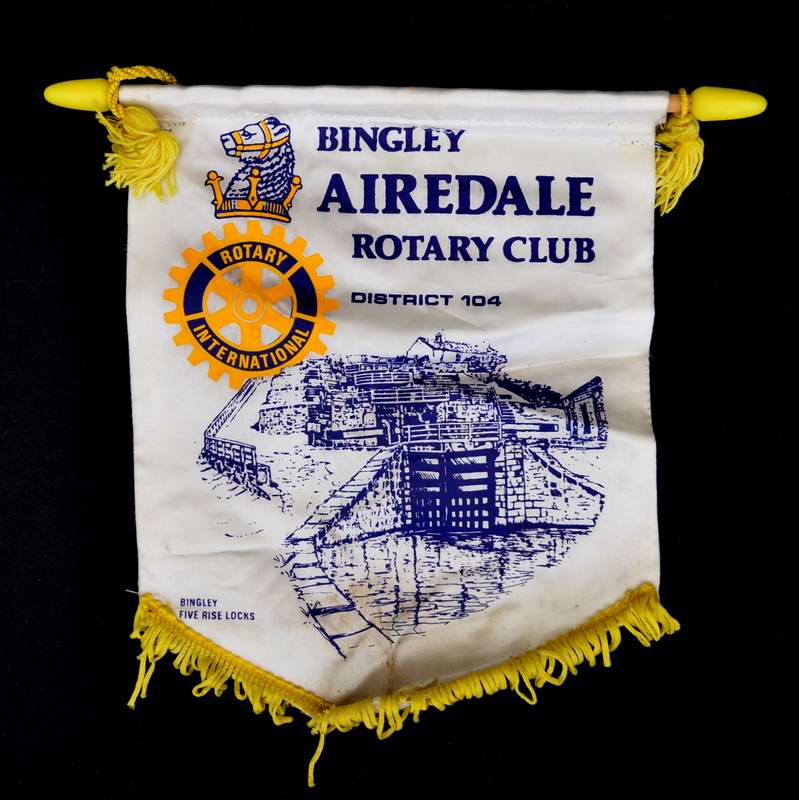 BINGLEY
AIREDALE
ROTARY CLUB
DISTRICT 104
ROTARY
INTERNATIONAL
BINGLEY
FIVE RISE LOCKS